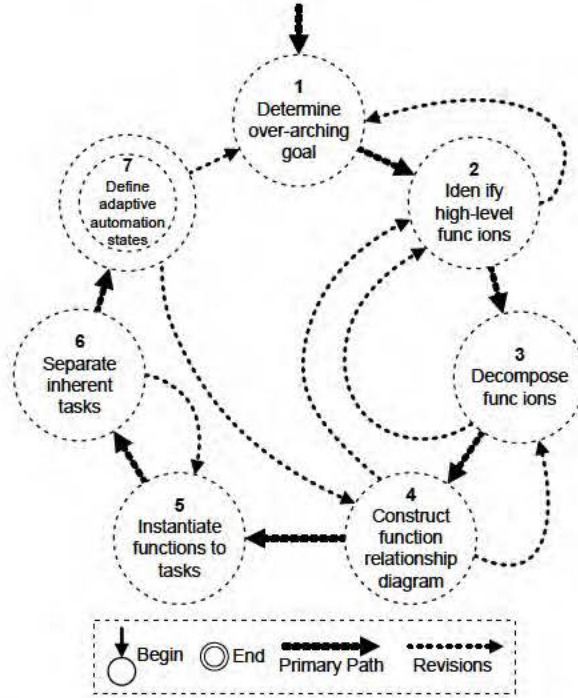 1
Determine
over-arching
goal
2
Iden ify
high-level
func ions
3
Decompose
func ions
4
Construct
function
relationship
diagram
5
Instantiate
functions to
tasks
6
Separate
inherent
tasks
7
Define
adaptive
automation
states
Begin
End
Primary Path
Revisions